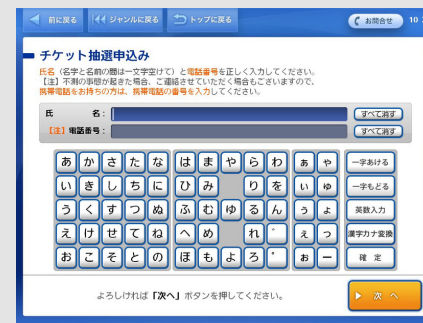 前に戻る ジャンルに戻る トップに戻る お問合せ 10
チケット抽選申込み
氏名（名字と名前の間は一文字空けて）と電話番号を正しく入力してください。
【注】不測の事態が起きた場合、ご連絡させていただく場合もございますので、
携帯電話をお持ちの方は、携帯電話の番号を入力してください。
氏 名： すべて消す
【注】電話番号： すべて消す
あ か さ た な は ま や ら わ ぁ ゃ 一字あける
い き し ち に ひ み り を ぃ ゅ 一字もどる
う く す つ ぬ ふ む ゆ る ん ぅ ょ 英数入力
え け せ て ね へ め れ ゛ ぇ っ 漢字カナ変換
お こ そ と の ほ も よ ろ ゜ ぉ ー 確 定
よろしければ「次へ」ボタンを押してください。 次 へ